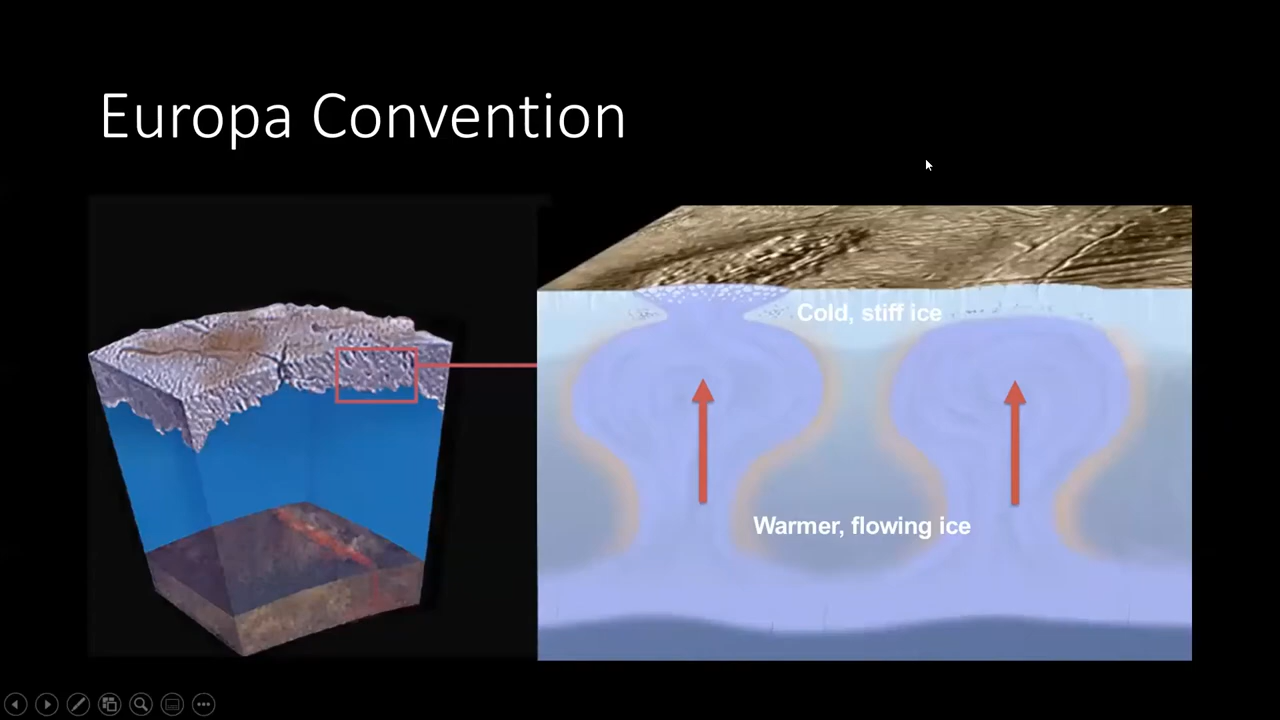 Europa Convention
Cold, stiff ice
Warmer, flowing ice